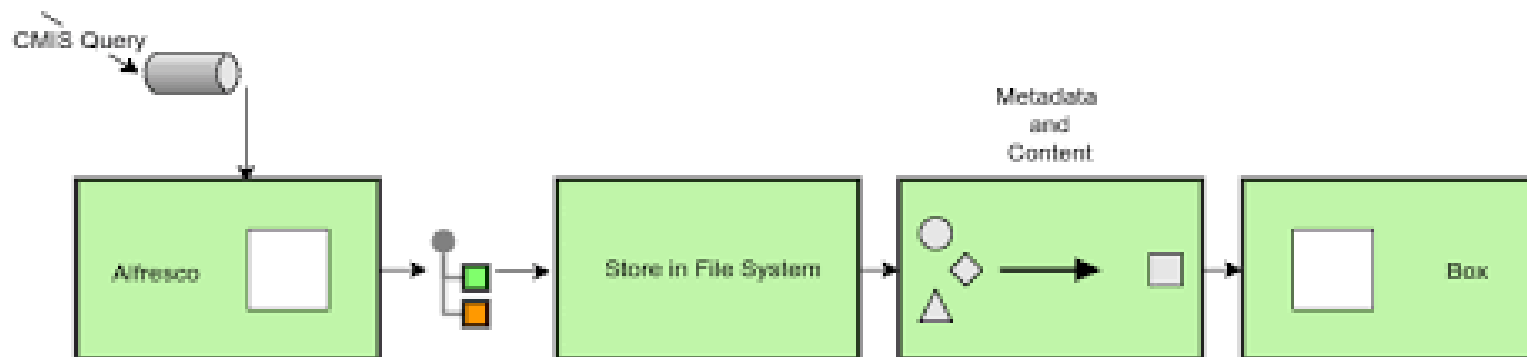 CMIS Query
Metadata
and
Content
Alfresco
Store in File System
Box